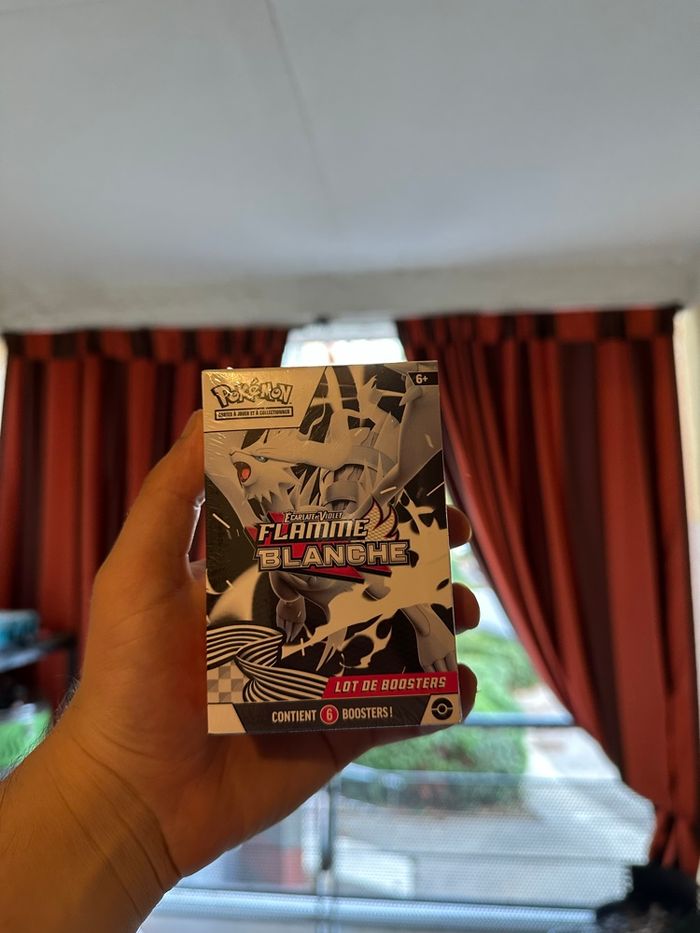 6+
POKÉMON
CARTES À JOUER ET À COLLECTIONNER
ÉCARLATE ET VIOLET
FLAMME
BLANCHE
LOT DE BOOSTERS
CONTIENT 6 BOOSTERS!